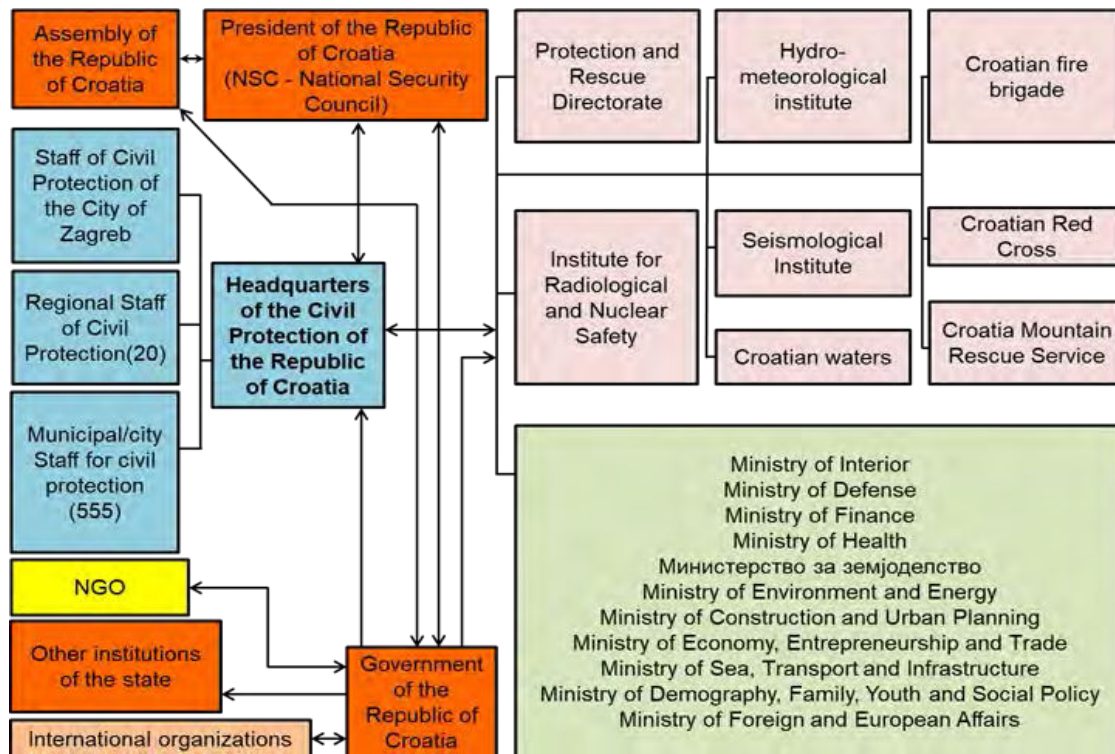 Assembly of
the Republic
of Croatia
President of the Republic
of Croatia
(NSC - National Security
Council)
Protection and
Rescue
Directorate
Hydro-
meteorological
institute
Croatian fire
brigade
Staff of Civil
Protection of
the City of
Zagreb
Regional Staff
of Civil
Protection(20)
Municipal/city
Staff for civil
protection
(555)
Headquarters
of the Civil
Protection of
the Republic
of Croatia
Institute for
Radiological
and Nuclear
Safety
Seismological
Institute
Croatian waters
Croatian Red
Cross
Croatia Mountain
Rescue Service
NGO
Other institutions
of the state
International organizations
Government
of the
Republic of
Croatia
Ministry of Interior
Ministry of Defense
Ministry of Finance
Ministry of Health
Министерство за земјоделство
Ministry of Environment and Energy
Ministry of Construction and Urban Planning
Ministry of Economy, Entrepreneurship and Trade
Ministry of Sea, Transport and Infrastructure
Ministry of Demography, Family, Youth and Social Policy
Ministry of Foreign and European Affairs